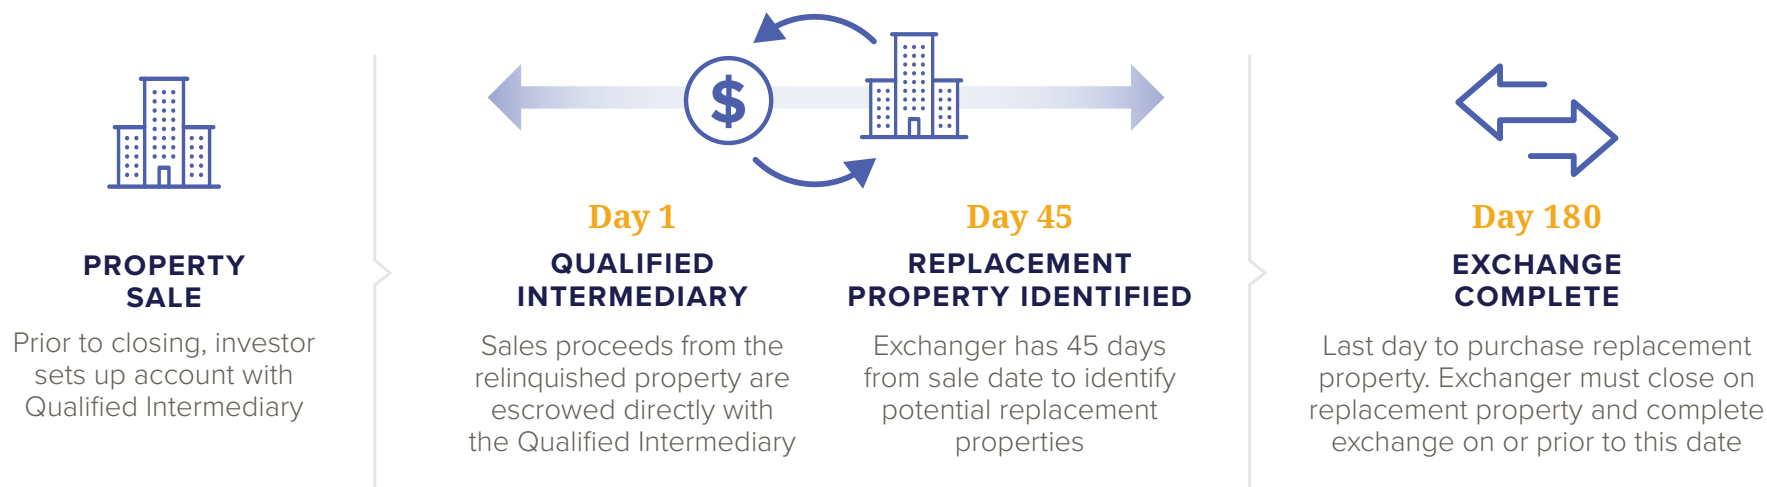 PROPERTY
SALE
Prior to closing, investor
sets up account with
Qualified Intermediary
$
Day 1
QUALIFIED
INTERMEDIARY
Sales proceeds from the
relinquished property are
escrowed directly with
the Qualified Intermediary
Day 45
REPLACEMENT
PROPERTY IDENTIFIED
Exchanger has 45 days
from sale date to identify
potential replacement
properties
Day 180
EXCHANGE
COMPLETE
Last day to purchase replacement
property. Exchanger must close on
replacement property and complete
exchange on or prior to this date